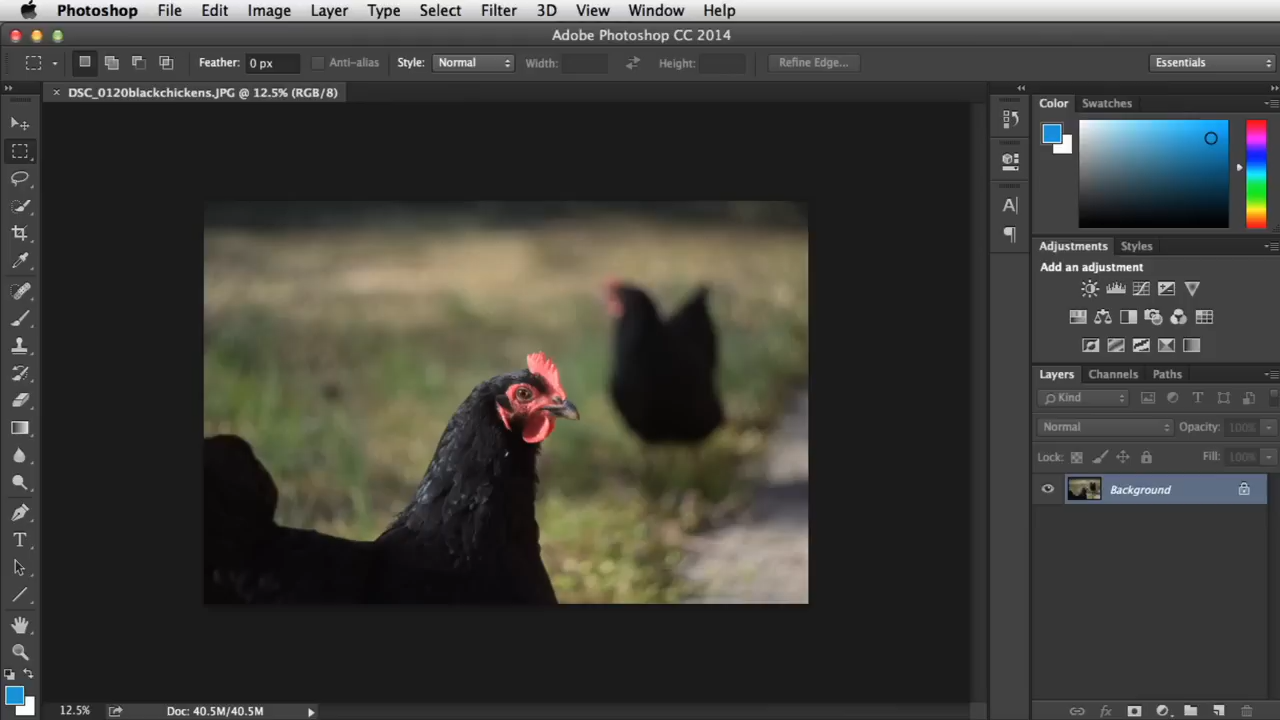 Photoshop File Edit Image Layer Type Select Filter 3D View Window Help
Adobe Photoshop CC 2014
Feather: 0 px Anti-alias Style: Normal Width: Height: Refine Edge... Essentials
× DSC_0120blackchickens.JPG @ 12.5% (RGB/8)
Color Swatches
Adjustments Styles
Add an adjustment
Layers Channels Paths
Kind
Normal Opacity: 100%
Lock: Fill: 100%
Background
12.5% Doc: 40.5M/40.5M